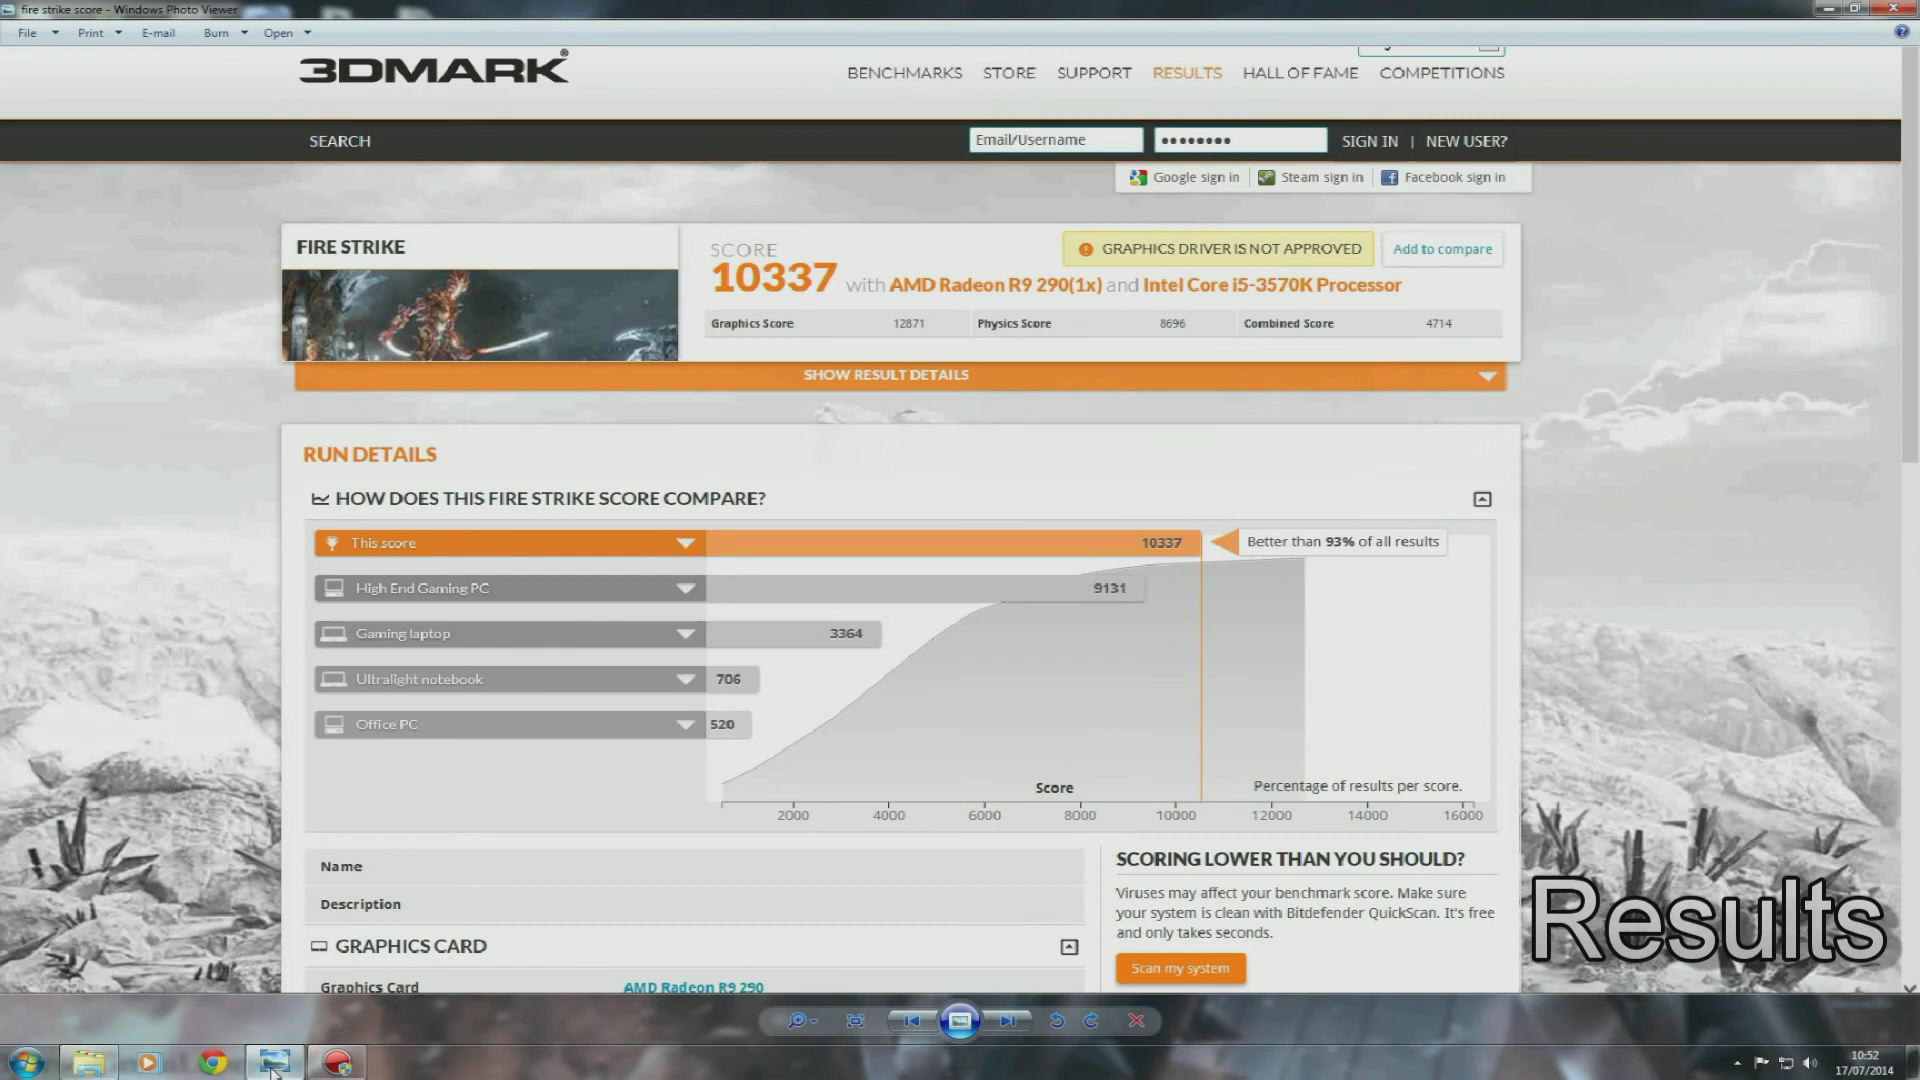 fire strike score - Windows Photo Viewer
File Print E-mail Burn Open
3DMARK®
BENCHMARKS STORE SUPPORT RESULTS HALL OF FAME COMPETITIONS
SEARCH
Email/Username
SIGN IN | NEW USER?
Google sign in Steam sign in Facebook sign in
FIRE STRIKE
SCORE
GRAPHICS DRIVER IS NOT APPROVED
Add to compare
10337 with AMD Radeon R9 290(1x) and Intel Core i5-3570K Processor
Graphics Score 12871 Physics Score 8696 Combined Score 4714
SHOW RESULT DETAILS
RUN DETAILS
HOW DOES THIS FIRE STRIKE SCORE COMPARE?
This score 10337 Better than 93% of all results
High End Gaming PC 9131
Gaming laptop 3364
Ultralight notebook 706
Office PC 520
Score Percentage of results per score.
2000 4000 6000 8000 10000 12000 14000 16000
Name
Description
GRAPHICS CARD
Graphics Card AMD Radeon R9 290
SCORING LOWER THAN YOU SHOULD?
Viruses may affect your benchmark score. Make sure
your system is clean with Bitdefender QuickScan. It's free
and only takes seconds.
Scan my system
Results
10:52
17/07/2014